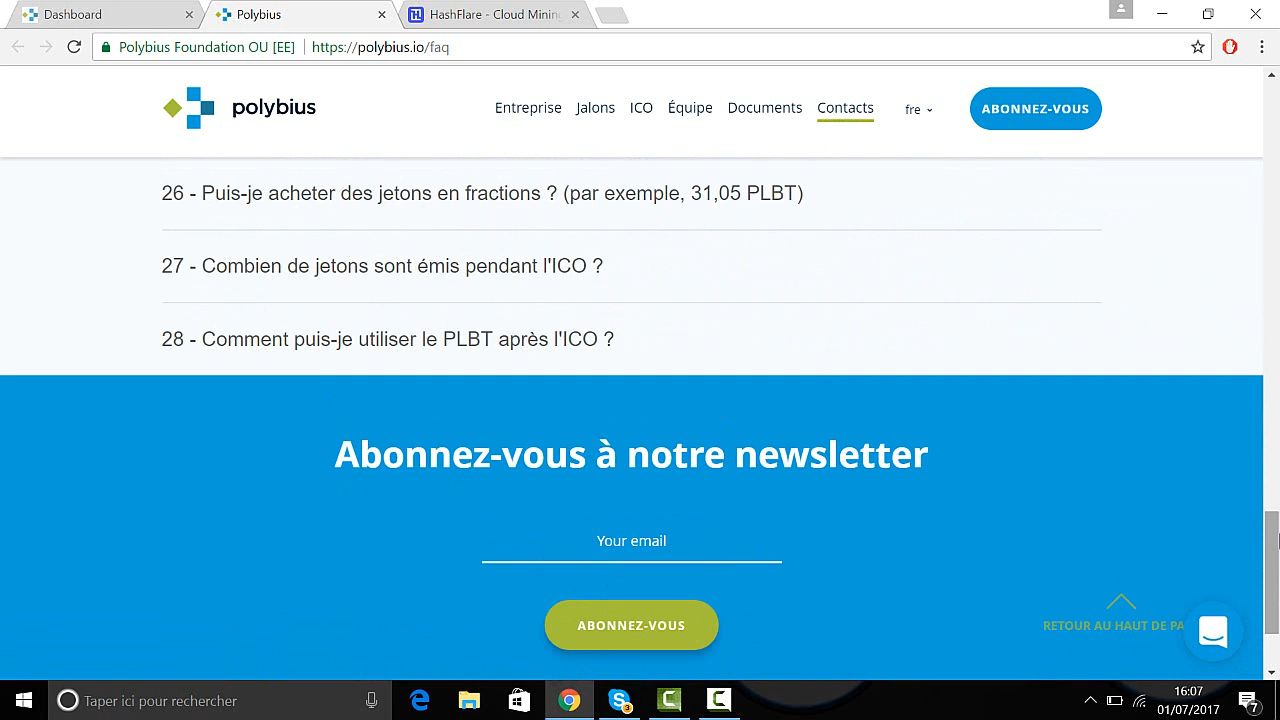 Dashboard
Polybius
HashFlare - Cloud Mining
Polybius Foundation OU [EE]
https://polybius.io/faq
polybius
Entreprise
Jalons
ICO
Équipe
Documents
Contacts
fre
ABONNEZ-VOUS
26 - Puis-je acheter des jetons en fractions ? (par exemple, 31,05 PLBT)
27 - Combien de jetons sont émis pendant l'ICO ?
28 - Comment puis-je utiliser le PLBT après l'ICO ?
Abonnez-vous à notre newsletter
Your email
ABONNEZ-VOUS
RETOUR AU HAUT DE PA
Taper ici pour rechercher
3
16:07
01/07/2017
7